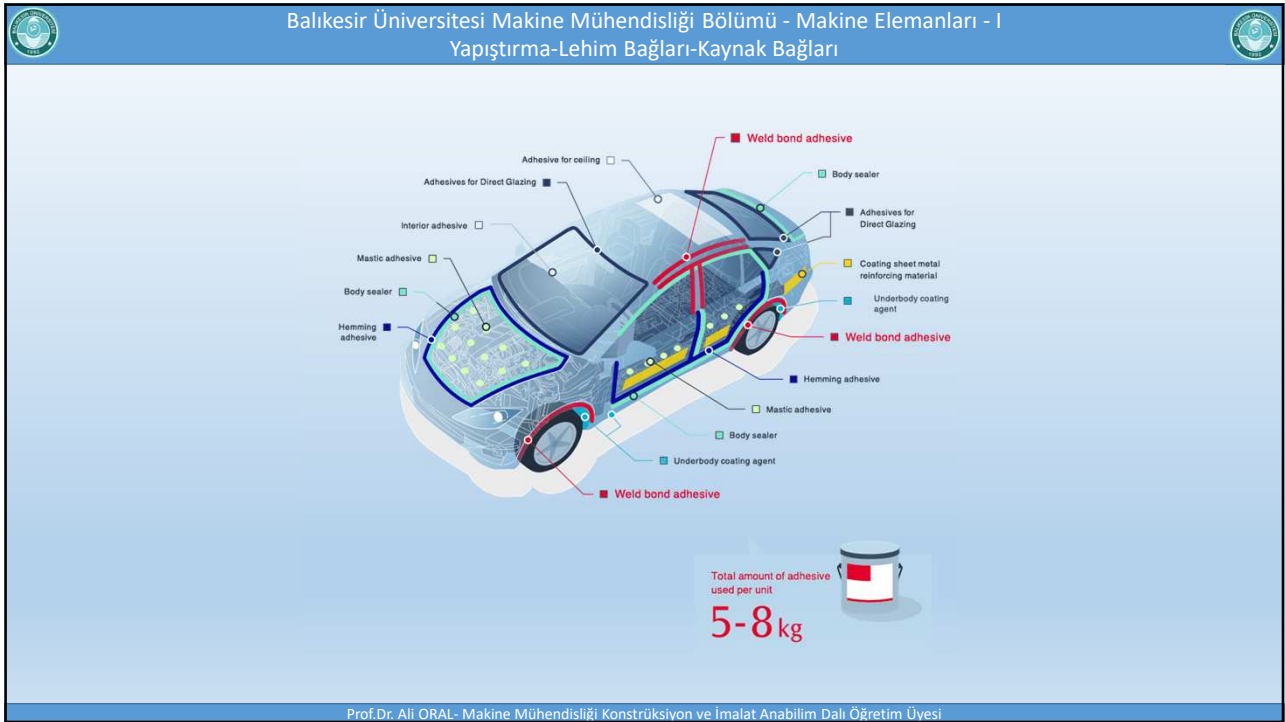 Balıkesir Üniversitesi Makine Mühendisliği Bölümü - Makine Elemanları - I
Yapıştırma-Lehim Bağları-Kaynak Bağları
Weld bond adhesive
Adhesive for ceiling
Body sealer
Adhesives for Direct Glazing
Adhesives for
Direct Glazing
Interior adhesive
Mastic adhesive
Coating sheet metal
reinforcing material
Body sealer
Underbody coating
agent
Hemming
adhesive
Weld bond adhesive
Hemming adhesive
Mastic adhesive
Body sealer
Underbody coating agent
Weld bond adhesive
Total amount of adhesive
used per unit
5-8 kg
Prof.Dr. Ali ORAL- Makine Mühendisliği Konstrüksiyon ve İmalat Anabilim Dalı Öğretim Üyesi